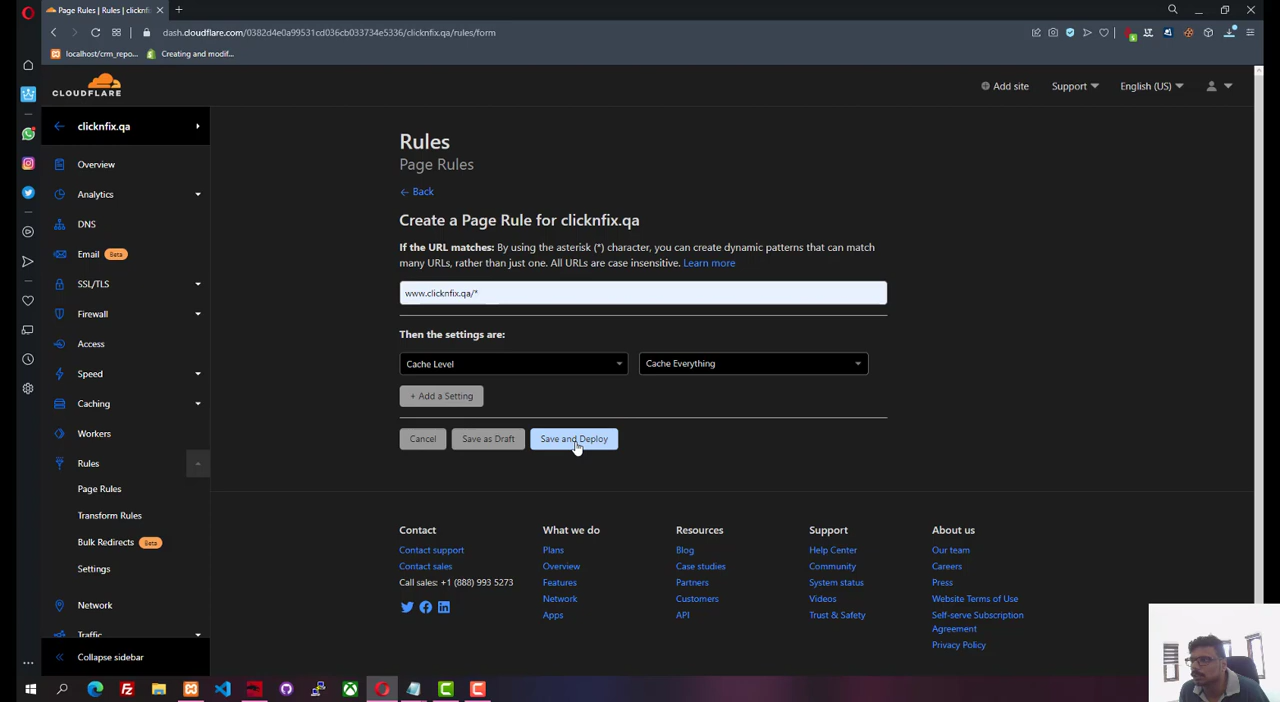 Page Rules | Rules | clicknfi
dash.cloudflare.com/0382d4e0a99531cd036cb033734e5336/clicknfix.qa/rules/form
localhost/crm_repo...
Creating and modif...
CLOUDFLARE
Add site
Support
English (US)
clicknfix.qa
Overview
Analytics
DNS
Email Beta
SSL/TLS
Firewall
Access
Speed
Caching
Workers
Rules
Page Rules
Transform Rules
Bulk Redirects Beta
Settings
Network
Traffic
Collapse sidebar
Rules
Page Rules
← Back
Create a Page Rule for clicknfix.qa
If the URL matches: By using the asterisk (*) character, you can create dynamic patterns that can match
many URLs, rather than just one. All URLs are case insensitive. Learn more
www.clicknfix.qa/*
Then the settings are:
Cache Level
Cache Everything
+ Add a Setting
Cancel
Save as Draft
Save and Deploy
Contact
Contact support
Contact sales
Call sales: +1 (888) 993 5273
What we do
Plans
Overview
Features
Network
Apps
Resources
Blog
Case studies
Partners
Customers
API
Support
Help Center
Community
System status
Videos
Trust & Safety
About us
Our team
Careers
Press
Website Terms of Use
Self-serve Subscription
Agreement
Privacy Policy